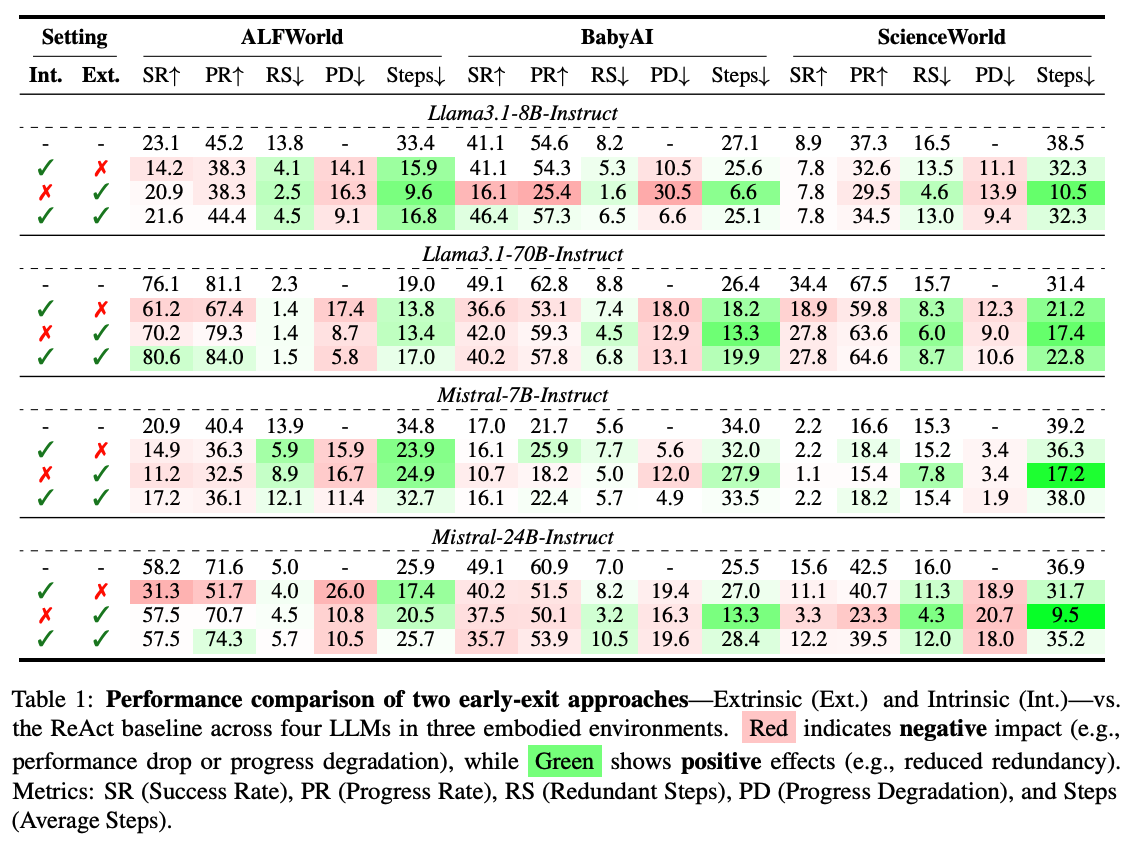 Setting ALFWorld BabyAI ScienceWorld
Int. Ext. SR↑ PR↑ RS↓ PD↓ Steps↓ SR↑ PR↑ RS↓ PD↓ Steps↓ SR↑ PR↑ RS↓ PD↓ Steps↓
Llama3.1-8B-Instruct
- - 23.1 45.2 13.8 - 33.4 41.1 54.6 8.2 - 27.1 8.9 37.3 16.5 - 38.5
✓ ✗ 14.2 38.3 4.1 14.1 15.9 41.1 54.3 5.3 10.5 25.6 7.8 32.6 13.5 11.1 32.3
✗ ✓ 20.9 38.3 2.5 16.3 9.6 16.1 25.4 1.6 30.5 6.6 7.8 29.5 4.6 13.9 10.5
✓ ✓ 21.6 44.4 4.5 9.1 16.8 46.4 57.3 6.5 6.6 25.1 7.8 34.5 13.0 9.4 32.3
Llama3.1-70B-Instruct
- - 76.1 81.1 2.3 - 19.0 49.1 62.8 8.8 - 26.4 34.4 67.5 15.7 - 31.4
✓ ✗ 61.2 67.4 1.4 17.4 13.8 36.6 53.1 7.4 18.0 18.2 18.9 59.8 8.3 12.3 21.2
✗ ✓ 70.2 79.3 1.4 8.7 13.4 42.0 59.3 4.5 12.9 13.3 27.8 63.6 6.0 9.0 17.4
✓ ✓ 80.6 84.0 1.5 5.8 17.0 40.2 57.8 6.8 13.1 19.9 27.8 64.6 8.7 10.6 22.8
Mistral-7B-Instruct
- - 20.9 40.4 13.9 - 34.8 17.0 21.7 5.6 - 34.0 2.2 16.6 15.3 - 39.2
✓ ✗ 14.9 36.3 5.9 15.9 23.9 16.1 25.9 7.7 5.6 32.0 2.2 18.4 15.2 3.4 36.3
✗ ✓ 11.2 32.5 8.9 16.7 24.9 10.7 18.2 5.0 12.0 27.9 1.1 15.4 7.8 3.4 17.2
✓ ✓ 17.2 36.1 12.1 11.4 32.7 16.1 22.4 5.7 4.9 33.5 2.2 18.2 15.4 1.9 38.0
Mistral-24B-Instruct
- - 58.2 71.6 5.0 - 25.9 49.1 60.9 7.0 - 25.5 15.6 42.5 16.0 - 36.9
✓ ✗ 31.3 51.7 4.0 26.0 17.4 40.2 51.5 8.2 19.4 27.0 11.1 40.7 11.3 18.9 31.7
✗ ✓ 57.5 70.7 4.5 10.8 20.5 37.5 50.1 3.2 16.3 13.3 3.3 23.3 4.3 20.7 9.5
✓ ✓ 57.5 74.3 5.7 10.5 25.7 35.7 53.9 10.5 19.6 28.4 12.2 39.5 12.0 18.0 35.2
Table 1: Performance comparison of two early-exit approaches—Extrinsic (Ext.) and Intrinsic (Int.)—vs.
the ReAct baseline across four LLMs in three embodied environments. Red indicates negative impact (e.g.,
performance drop or progress degradation), while Green shows positive effects (e.g., reduced redundancy).
Metrics: SR (Success Rate), PR (Progress Rate), RS (Redundant Steps), PD (Progress Degradation), and Steps
(Average Steps).